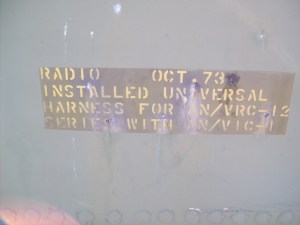 RADIO OCT. 73
INSTALLED UNIVERSAL
HARNESS FOR AN/VRC-12
SERIES WITH AN/VIC-1